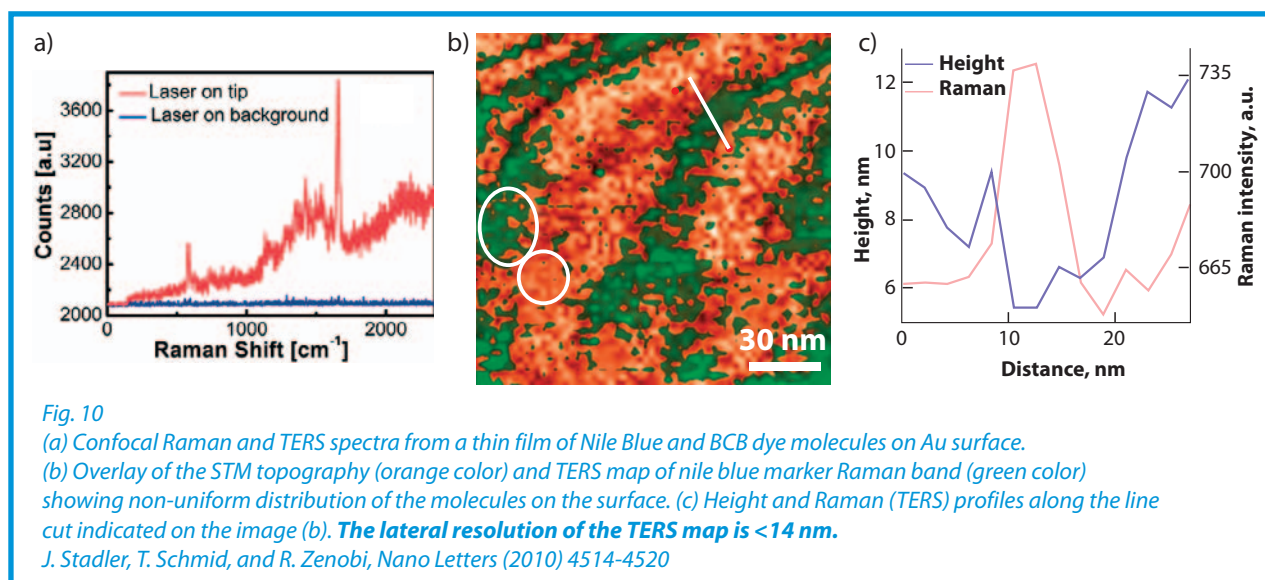 a)
3600
3200
2800
2400
2000
Counts [a.u]
Laser on tip
Laser on background
0
1000
2000
Raman Shift [cm⁻¹]
b)
30 nm
c)
12
10
8
6
Height, nm
Height
Raman
735
700
665
Raman intensity, a.u.
0
10
20
Distance, nm
Fig. 10
(a) Confocal Raman and TERS spectra from a thin film of Nile Blue and BCB dye molecules on Au surface.
(b) Overlay of the STM topography (orange color) and TERS map of nile blue marker Raman band (green color)
showing non-uniform distribution of the molecules on the surface. (c) Height and Raman (TERS) profiles along the line
cut indicated on the image (b). The lateral resolution of the TERS map is <14 nm.
J. Stadler, T. Schmid, and R. Zenobi, Nano Letters (2010) 4514-4520